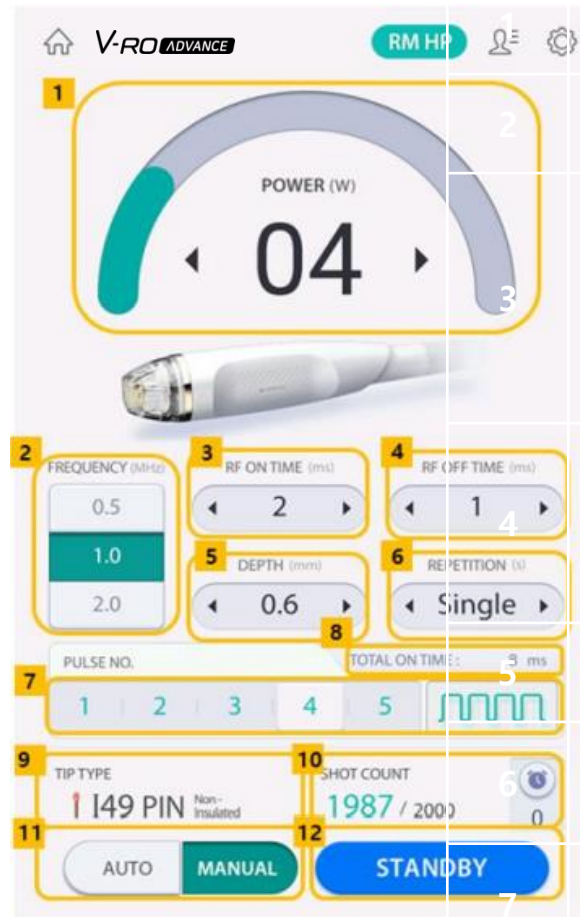 V-RO ADVANCE RM HP
1
1
2
POWER (W)
04
3
2 FREQUENCY (MHz)
0.5
1.0
2.0
3 RF ON TIME (ms)
2
4 RF OFF TIME (ms)
1
4
5 DEPTH (mm)
0.6
6 REPETITION (s)
Single
8
PULSE NO. TOTAL ON TIME : ms
5
7
1 2 3 4 5
9 TIP TYPE
I49 PIN Non-Insulated
10 SHOT COUNT
1987 / 2000
6
0
11 AUTO MANUAL
12 STANDBY
7